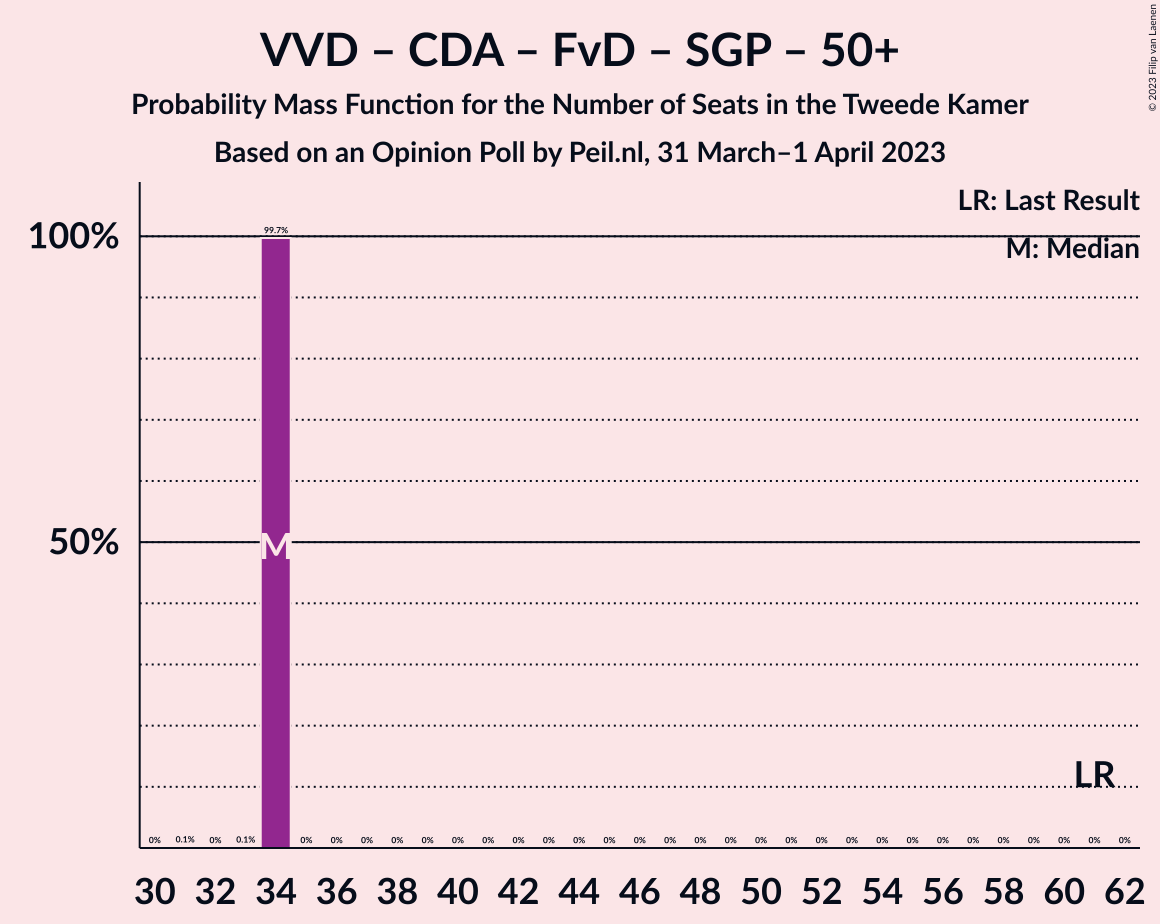 VVD – CDA – FvD – SGP – 50+
Probability Mass Function for the Number of Seats in the Tweede Kamer
Based on an Opinion Poll by Peil.nl, 31 March–1 April 2023
© 2023 Filip van Laenen
LR: Last Result
M: Median
100%
99.7%
50%
M
LR
0% 0.1% 0% 0.1% 0% 0% 0% 0% 0% 0% 0% 0% 0% 0% 0% 0% 0% 0% 0% 0% 0% 0% 0% 0% 0% 0% 0% 0% 0% 0% 0% 0%
30 32 34 36 38 40 42 44 46 48 50 52 54 56 58 60 62